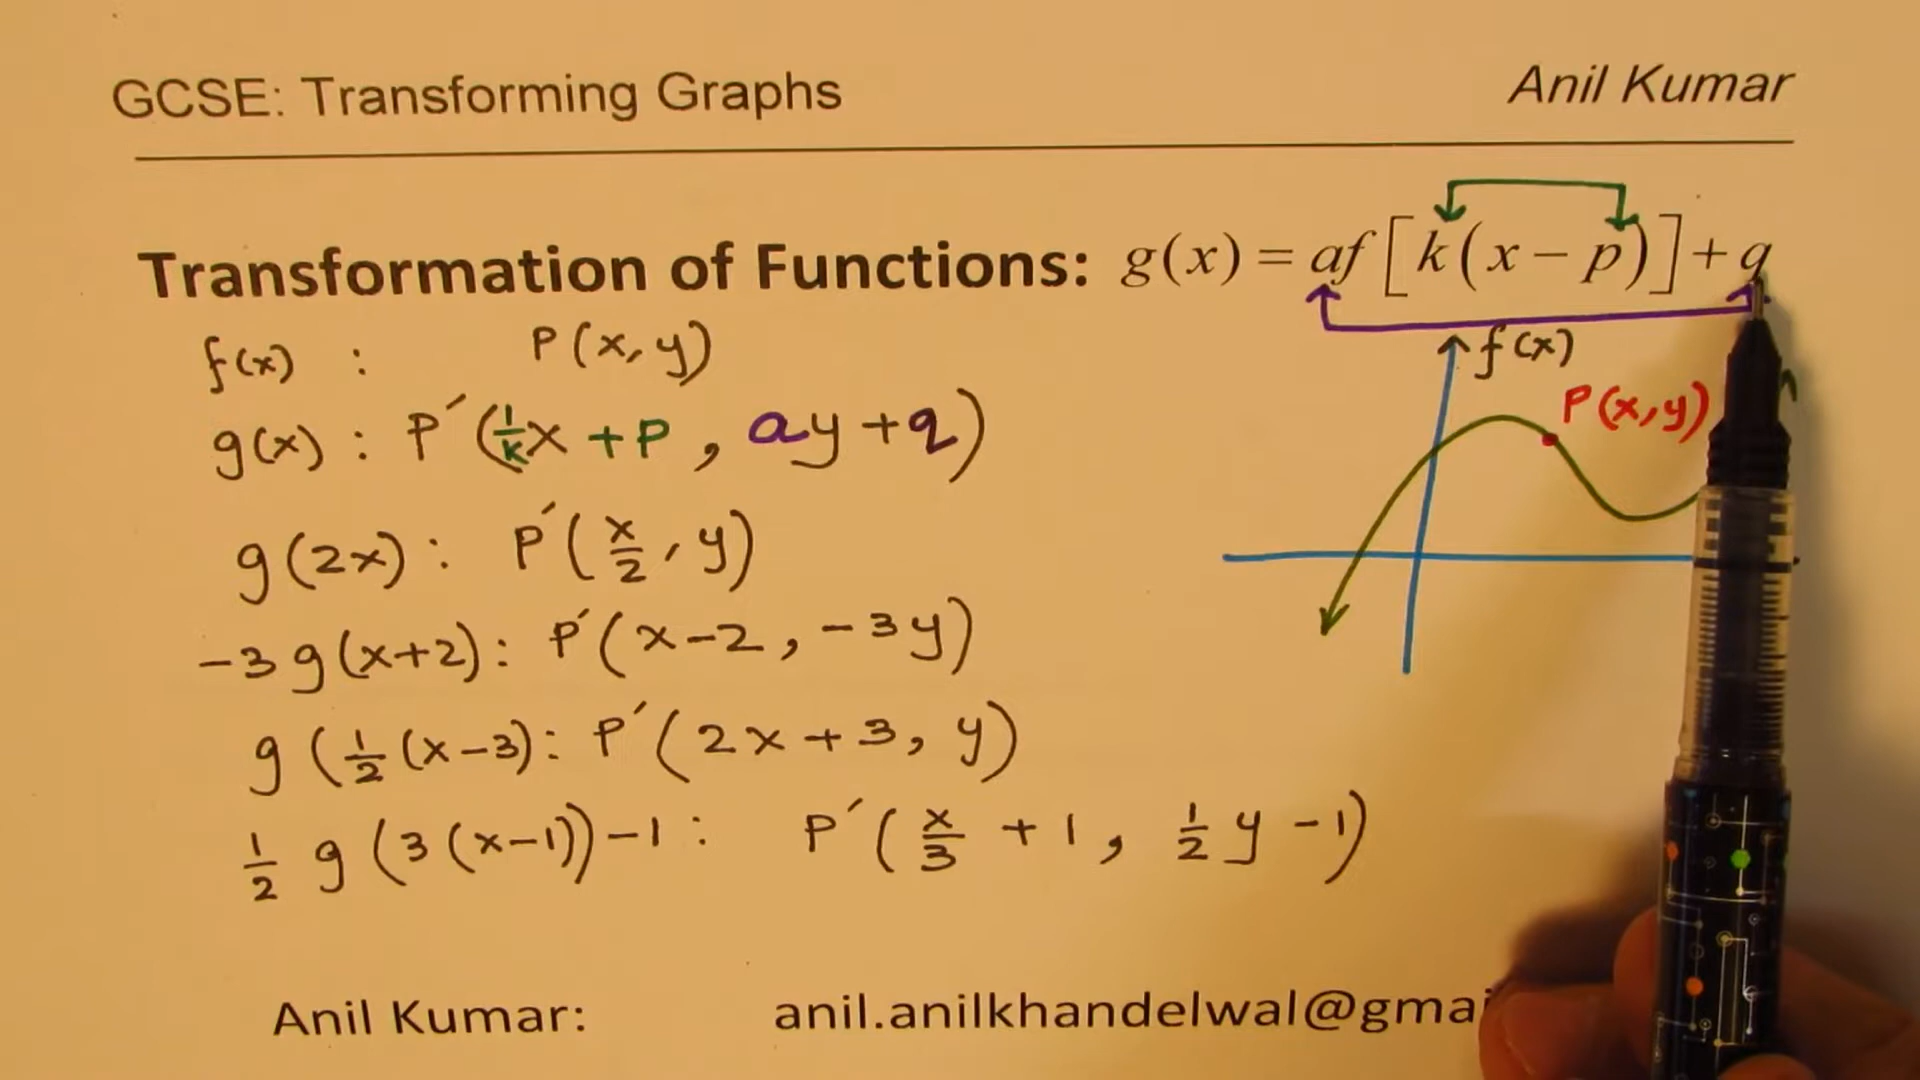 GCSE: Transforming Graphs
Anil Kumar
Transformation of Functions: g(x) = af[k(x − p)] + q
f(x) : P(x, y)
f(x)
P(x, y)
g(x) : P′(1/k x + p , ay + q)
g(2x) : P′(x/2 , y)
−3g(x+2) : P′(x−2 , −3y)
g(1/2(x−3) : P′(2x+3, y)
1/2 g(3(x−1))−1 : P′(x/3 + 1 , 1/2 y − 1)
Anil Kumar: anil.anilkhandelwal@gmai